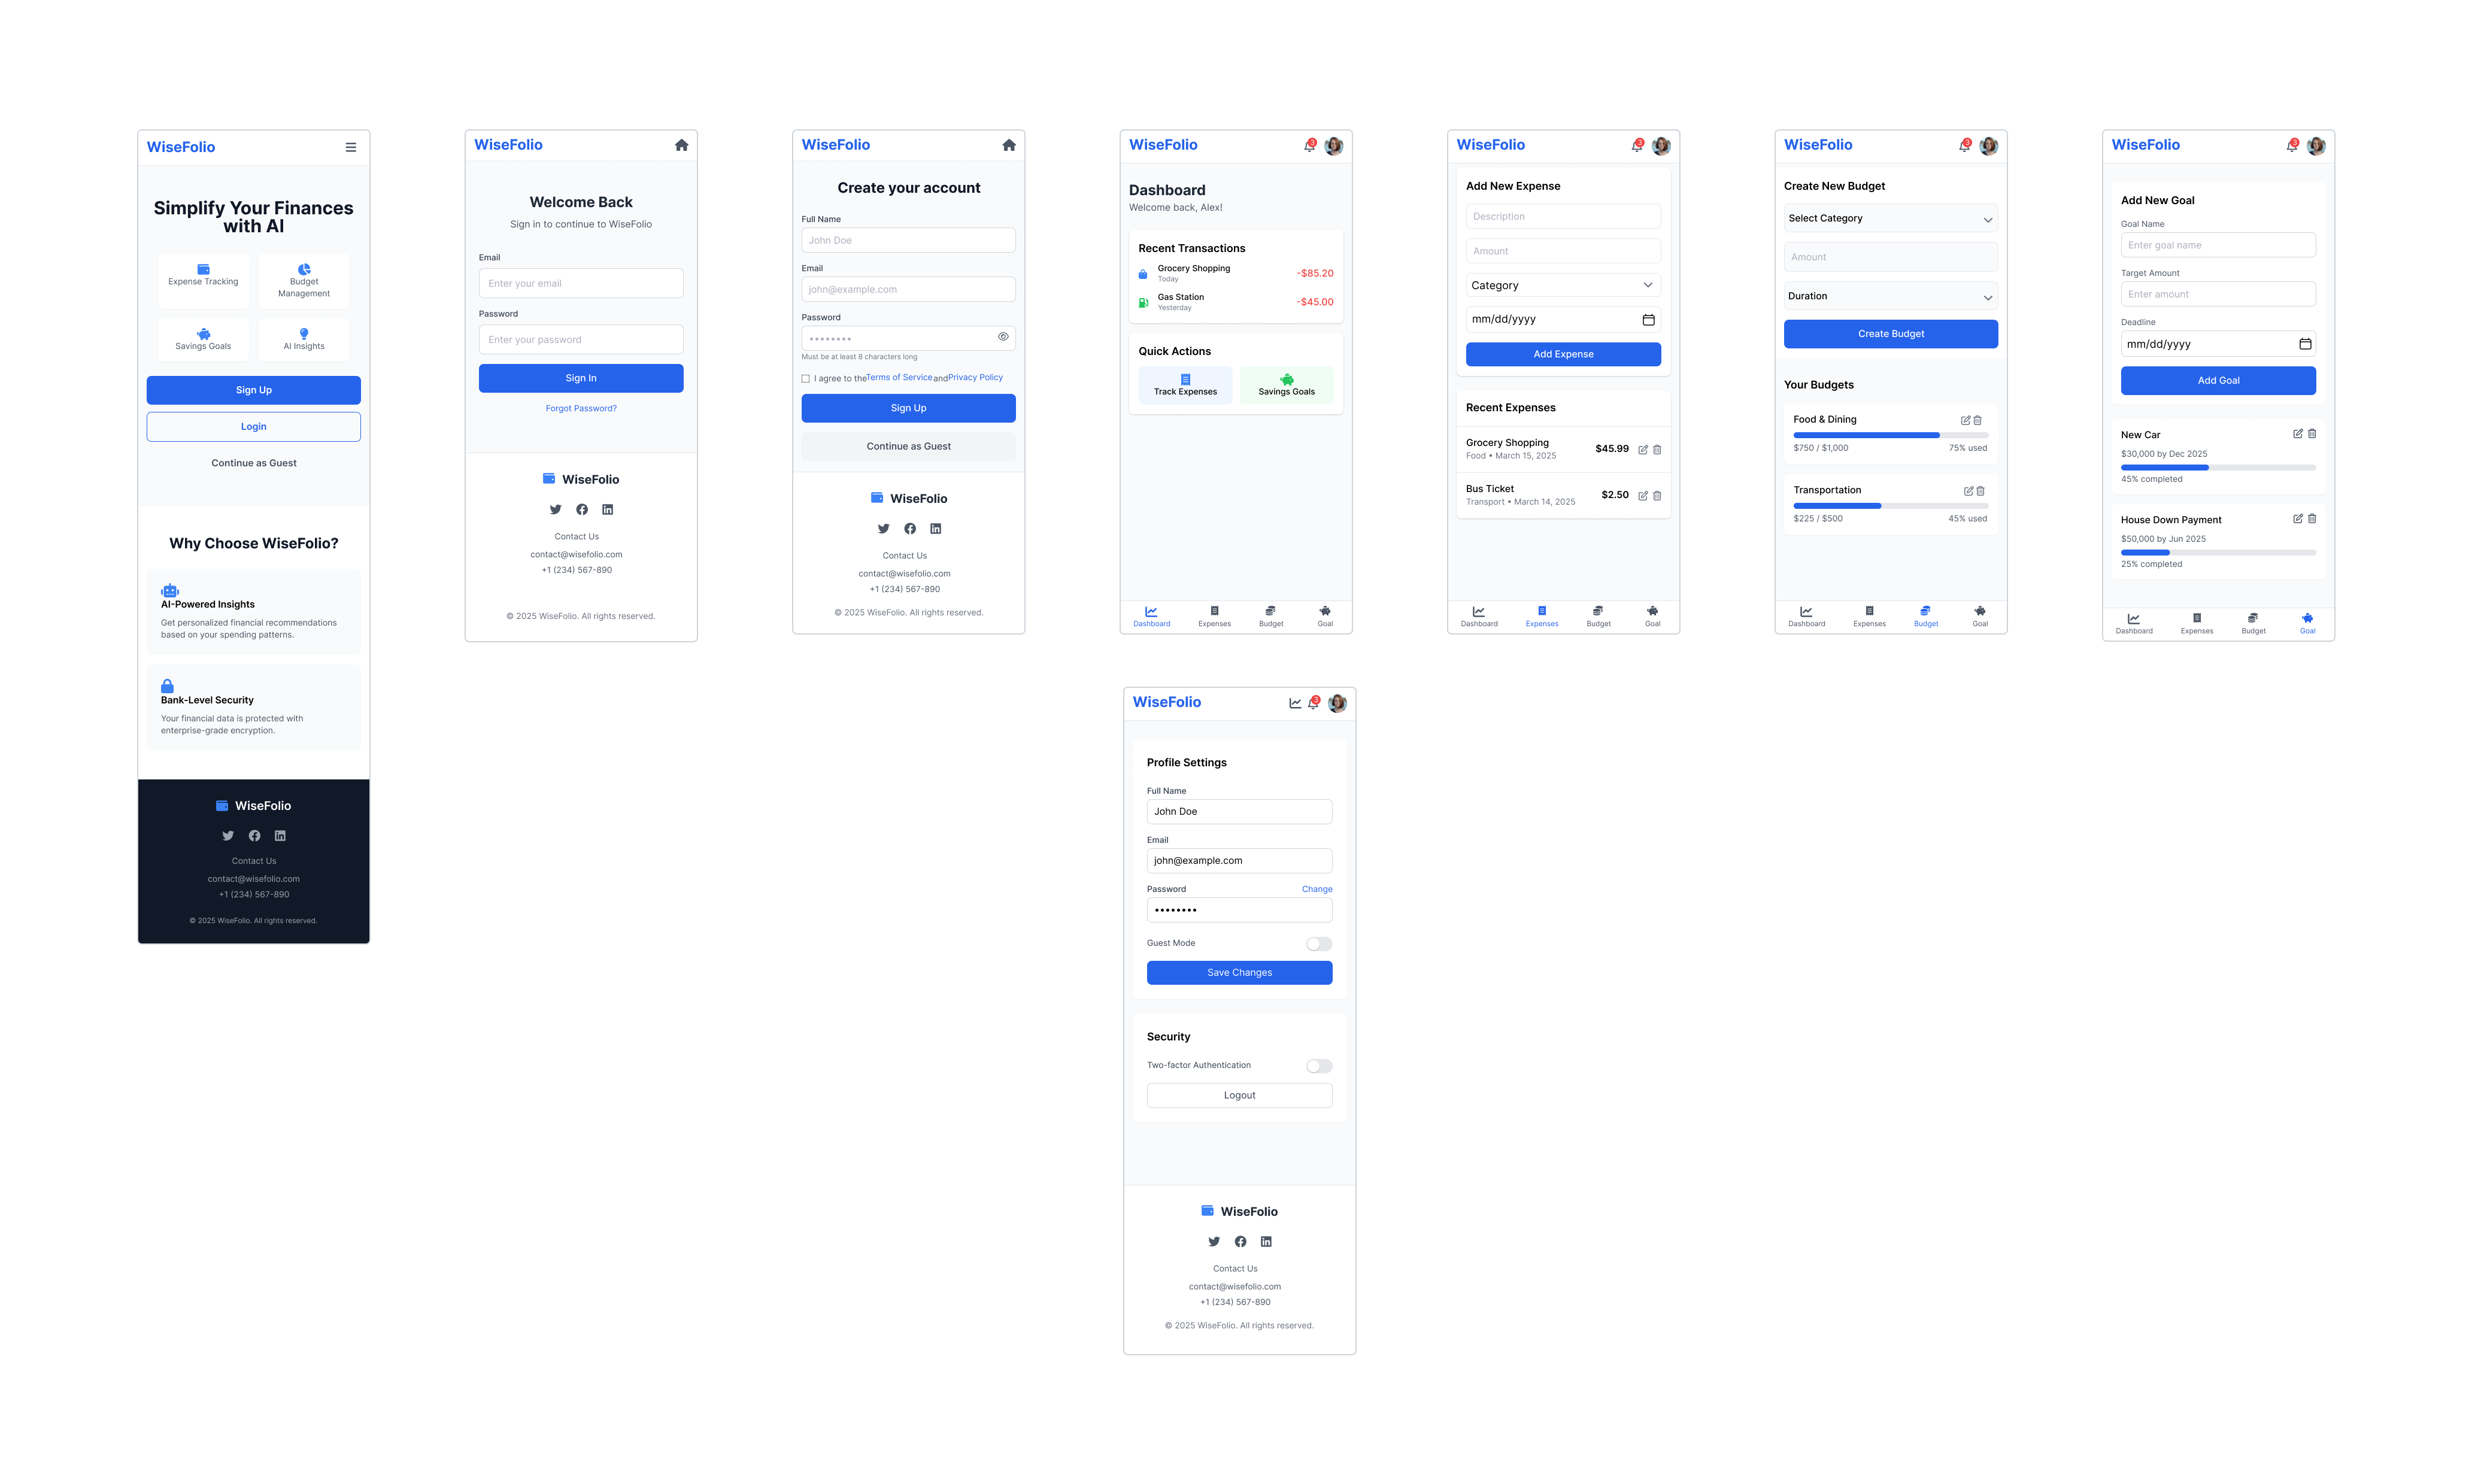 WiseFolio
Simplify Your Finances
with AI
Expense Tracking
Budget
Management
Savings Goals
AI Insights
Sign Up
Login
Continue as Guest
Why Choose WiseFolio?
AI-Powered Insights
Get personalized financial recommendations
based on your spending patterns.
Bank-Level Security
Your financial data is protected with
enterprise-grade encryption.
WiseFolio
Contact Us
contact@wisefolio.com
+1 (234) 567-890
© 2025 WiseFolio. All rights reserved.
WiseFolio
Welcome Back
Sign in to continue to WiseFolio
Email
Enter your email
Password
Enter your password
Sign In
Forgot Password?
WiseFolio
Contact Us
contact@wisefolio.com
+1 (234) 567-890
© 2025 WiseFolio. All rights reserved.
WiseFolio
Create your account
Full Name
John Doe
Email
john@example.com
Password
••••••••
Must be at least 8 characters long
I agree to theTerms of ServiceandPrivacy Policy
Sign Up
Continue as Guest
WiseFolio
Contact Us
contact@wisefolio.com
+1 (234) 567-890
© 2025 WiseFolio. All rights reserved.
WiseFolio
3
Dashboard
Welcome back, Alex!
Recent Transactions
Grocery Shopping
Today
-$85.20
Gas Station
Yesterday
-$45.00
Quick Actions
Track Expenses
Savings Goals
Dashboard
Expenses
Budget
Goal
WiseFolio
3
Add New Expense
Description
Amount
Category
mm/dd/yyyy
Add Expense
Recent Expenses
Grocery Shopping
Food • March 15, 2025
$45.99
Bus Ticket
Transport • March 14, 2025
$2.50
Dashboard
Expenses
Budget
Goal
WiseFolio
3
Create New Budget
Select Category
Amount
Duration
Create Budget
Your Budgets
Food & Dining
$750 / $1,000
75% used
Transportation
$225 / $500
45% used
Dashboard
Expenses
Budget
Goal
WiseFolio
3
Add New Goal
Goal Name
Enter goal name
Target Amount
Enter amount
Deadline
mm/dd/yyyy
Add Goal
New Car
$30,000 by Dec 2025
45% completed
House Down Payment
$50,000 by Jun 2025
25% completed
Dashboard
Expenses
Budget
Goal
WiseFolio
3
Profile Settings
Full Name
John Doe
Email
john@example.com
Password
Change
••••••••
Guest Mode
Save Changes
Security
Two-factor Authentication
Logout
WiseFolio
Contact Us
contact@wisefolio.com
+1 (234) 567-890
© 2025 WiseFolio. All rights reserved.